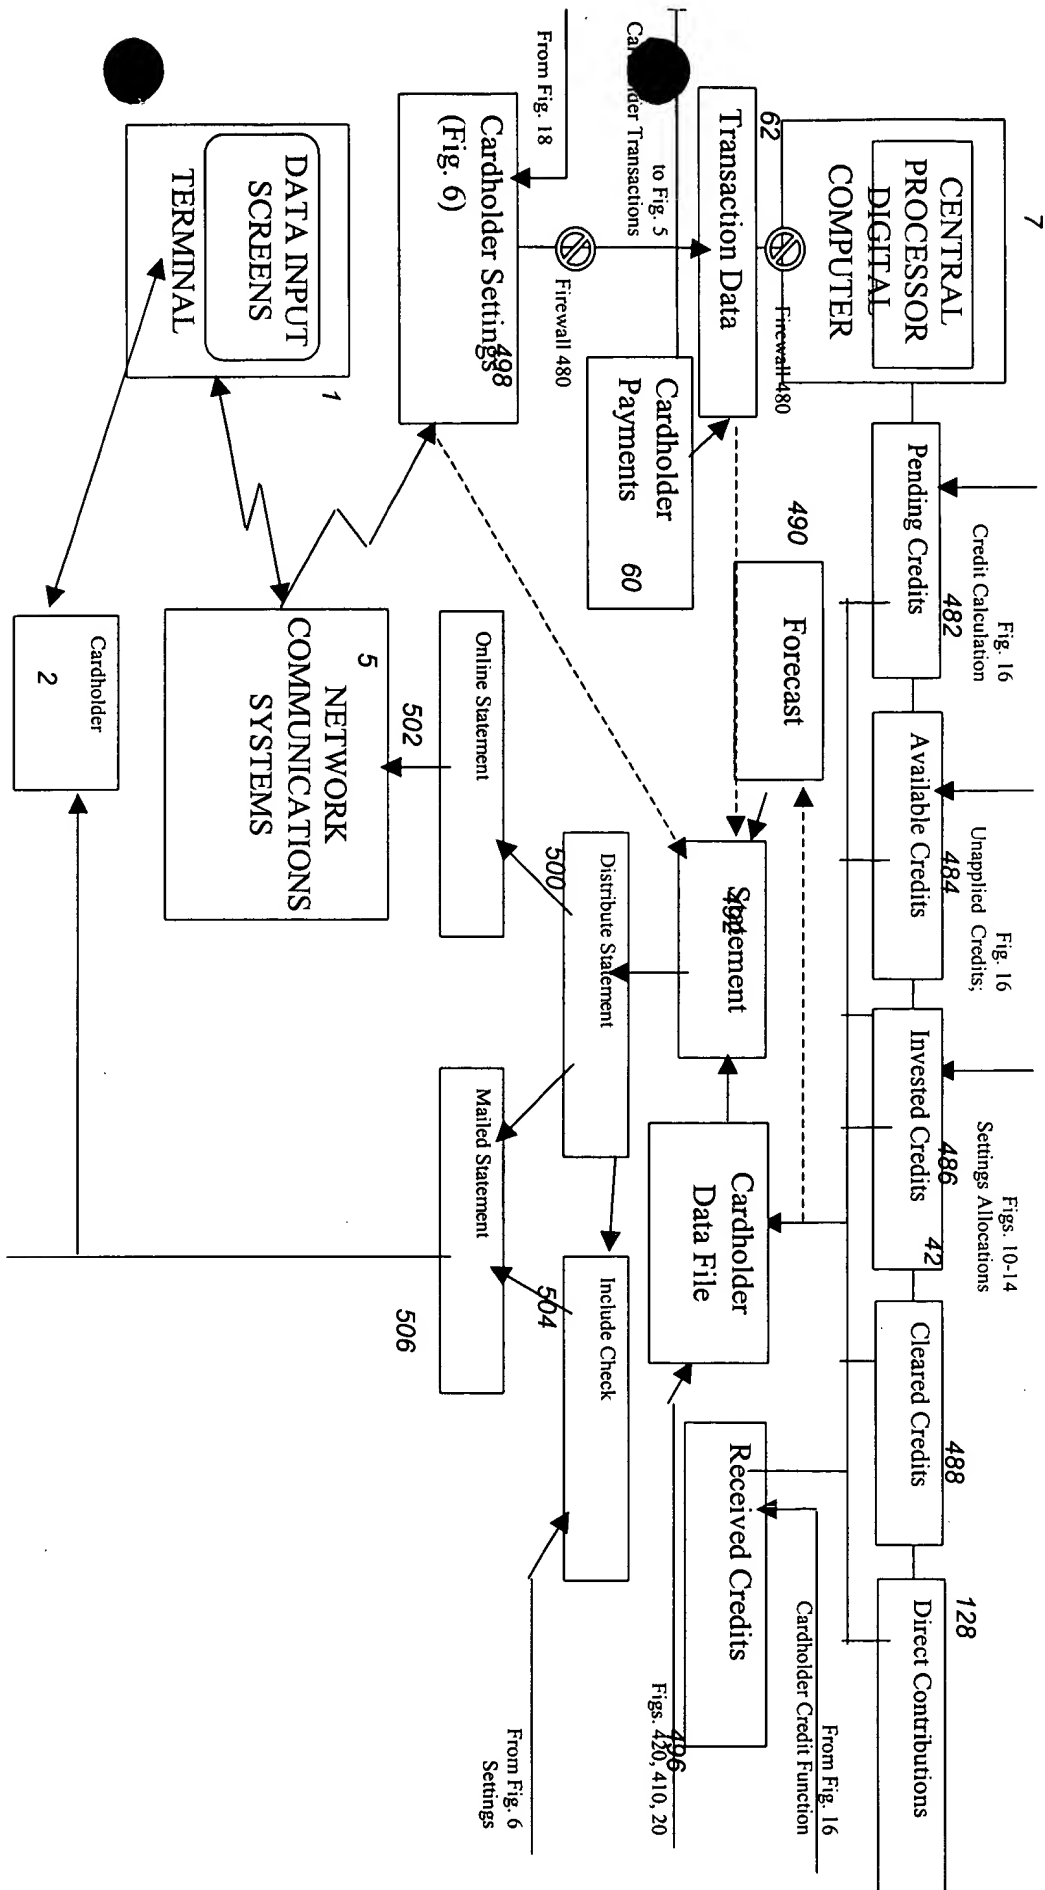 7
CENTRAL
PROCESSOR
DIGITAL
COMPUTER
Pending Credits
482
Fig. 16
Credit Calculation
Available Credits
484
Fig. 16
Unapplied Credits;
Invested Credits
486
42
Figs. 10-14
Settings Allocations
Cleared Credits
488
128
Direct Contributions
62
Firewall 480
Transaction Data
to Fig. 5
Cardholder Transactions
Cardholder
Payments
60
490
Forecast
Statement
492
Cardholder
Data File
Received Credits
496
From Fig. 16
Cardholder Credit Function
Figs. 420, 410, 20
From Fig. 18
Cardholder Settings
(Fig. 6)
498
Firewall 480
Distribute Statement
500
Include Check
504
From Fig. 6
Settings
Online Statement
502
Mailed Statement
506
DATA INPUT
SCREENS
TERMINAL
1
5
NETWORK
COMMUNICATIONS
SYSTEMS
Cardholder
2